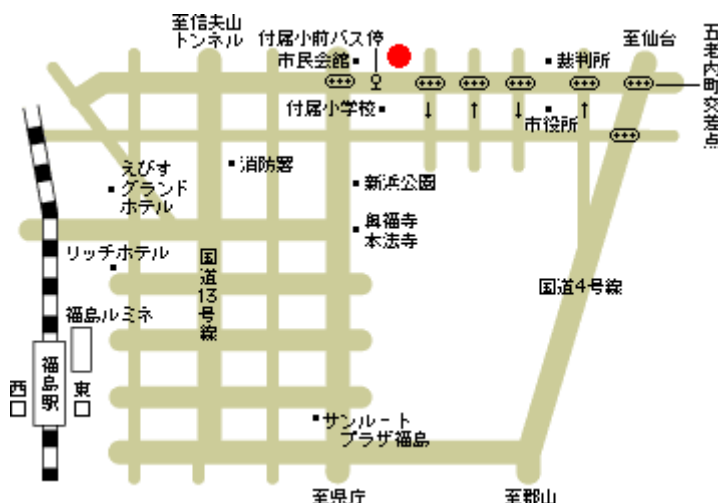 至信夫山
トンネル
付属小前バス停
市民会館
裁判所
至仙台
五老内町交差点
付属小学校
↓
↑
↓
↑
市役所
消防署
えびす
グランド
ホテル
新浜公園
奥福寺
本法寺
リッチホテル
国道13号線
国道4号線
福島ルミネ
福島駅
西口
東口
サンルート
プラザ福島
至県庁
至郡山